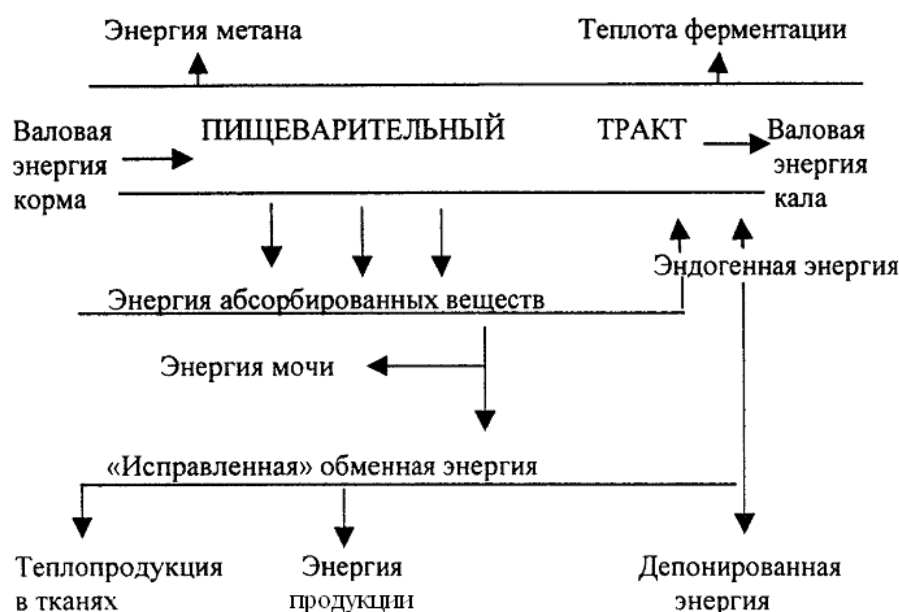 Энергия метана
Теплота ферментации
Валовая
энергия
корма
ПИЩЕВАРИТЕЛЬНЫЙ ТРАКТ
Валовая
энергия
кала
Эндогенная энергия
Энергия абсорбированных веществ
Энергия мочи
«Исправленная» обменная энергия
Теплопродукция
в тканях
Энергия
продукции
Депонированная
энергия